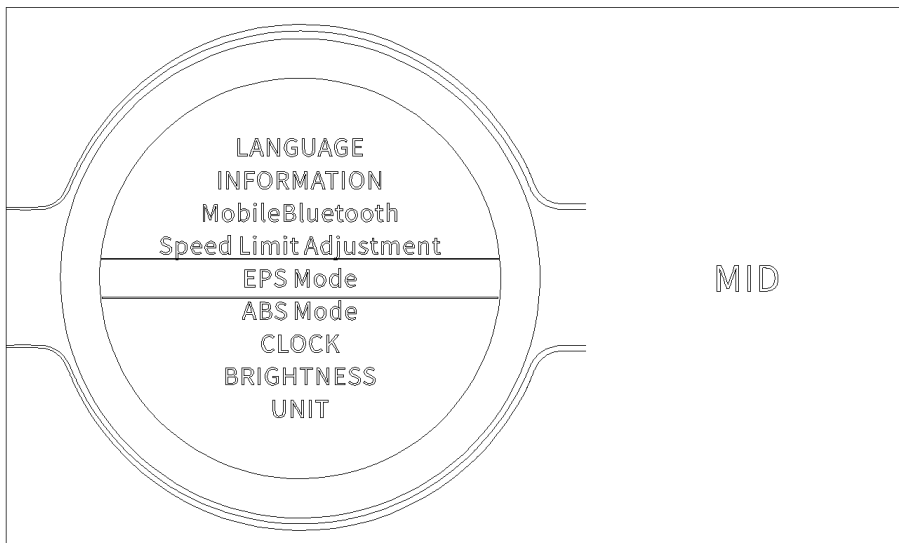 LANGUAGE
INFORMATION
MobileBluetooth
Speed Limit Adjustment
EPS Mode
ABS Mode
CLOCK
BRIGHTNESS
UNIT
MID